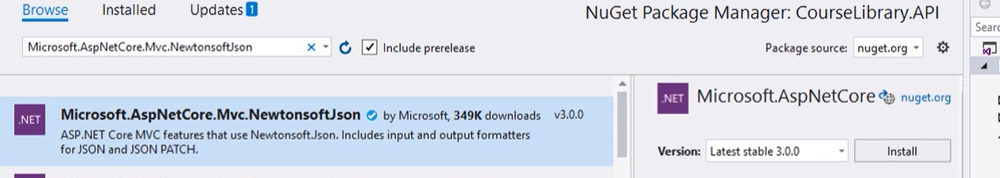 Browse Installed Updates 1 NuGet Package Manager: CourseLibrary.API
Microsoft.AspNetCore.Mvc.NewtonsoftJson Include prerelease Package source: nuget.org
.NET Microsoft.AspNetCore.Mvc.NewtonsoftJson by Microsoft, 349K downloads v3.0.0
ASP.NET Core MVC features that use Newtonsoft.Json. Includes input and output formatters
for JSON and JSON PATCH.
.NET Microsoft.AspNetCore nuget.org
Version: Latest stable 3.0.0 Install